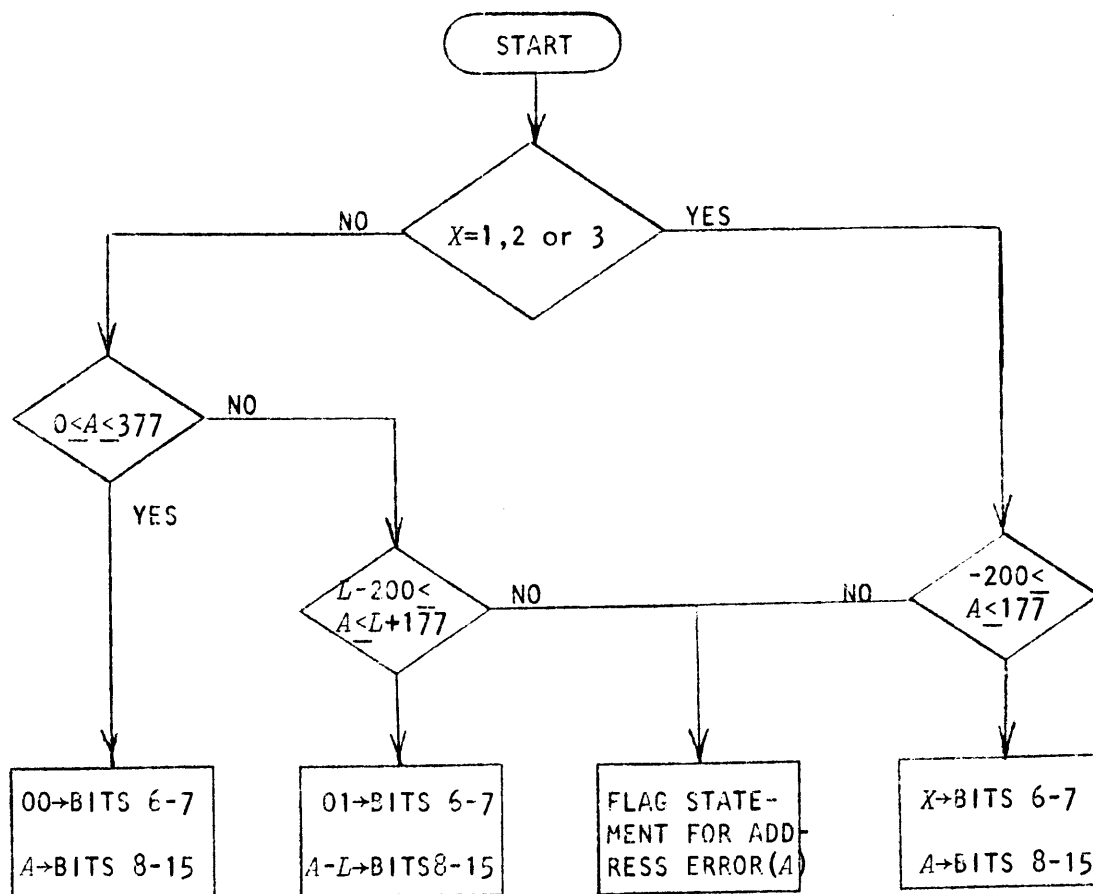 START
X=1,2 or 3
NO
YES
0≤A≤377
NO
YES
L-200≤
A≤L+177
NO
NO
-200≤
A≤177
00→BITS 6-7
A→BITS 8-15
01→BITS 6-7
A-L→BITS8-15
FLAG STATE-
MENT FOR ADD-
RESS ERROR(A)
X→BITS 6-7
A→BITS 8-15